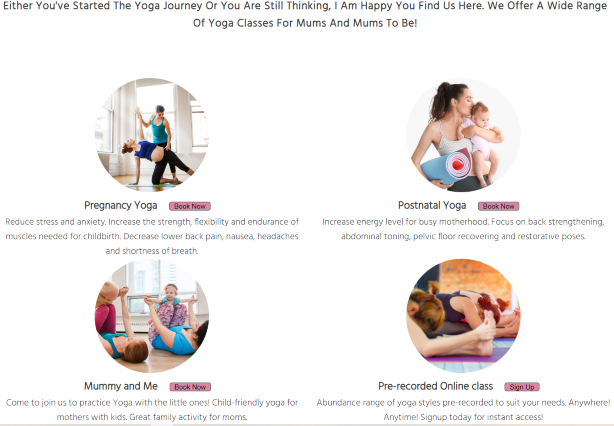 Either You've Started The Yoga Journey Or You Are Still Thinking, I Am Happy You Find Us Here. We Offer A Wide Range
Of Yoga Classes For Mums And Mums To Be!
Pregnancy Yoga Book Now
Reduce stress and anxiety. Increase the strength, flexibility and endurance of
muscles needed for childbirth. Decrease lower back pain, nausea, headaches
and shortness of breath.
Postnatal Yoga Book Now
Increase energy level for busy motherhood. Focus on back strengthening,
abdominal toning, pelvic floor recovering and restorative poses.
Mummy and Me Book Now
Come to join us to practice Yoga with the little ones! Child-friendly yoga for
mothers with kids. Great family activity for moms.
Pre-recorded Online class Sign Up
Abundance range of yoga styles pre-recorded to suit your needs. Anywhere!
Anytime! Signup today for instant access!